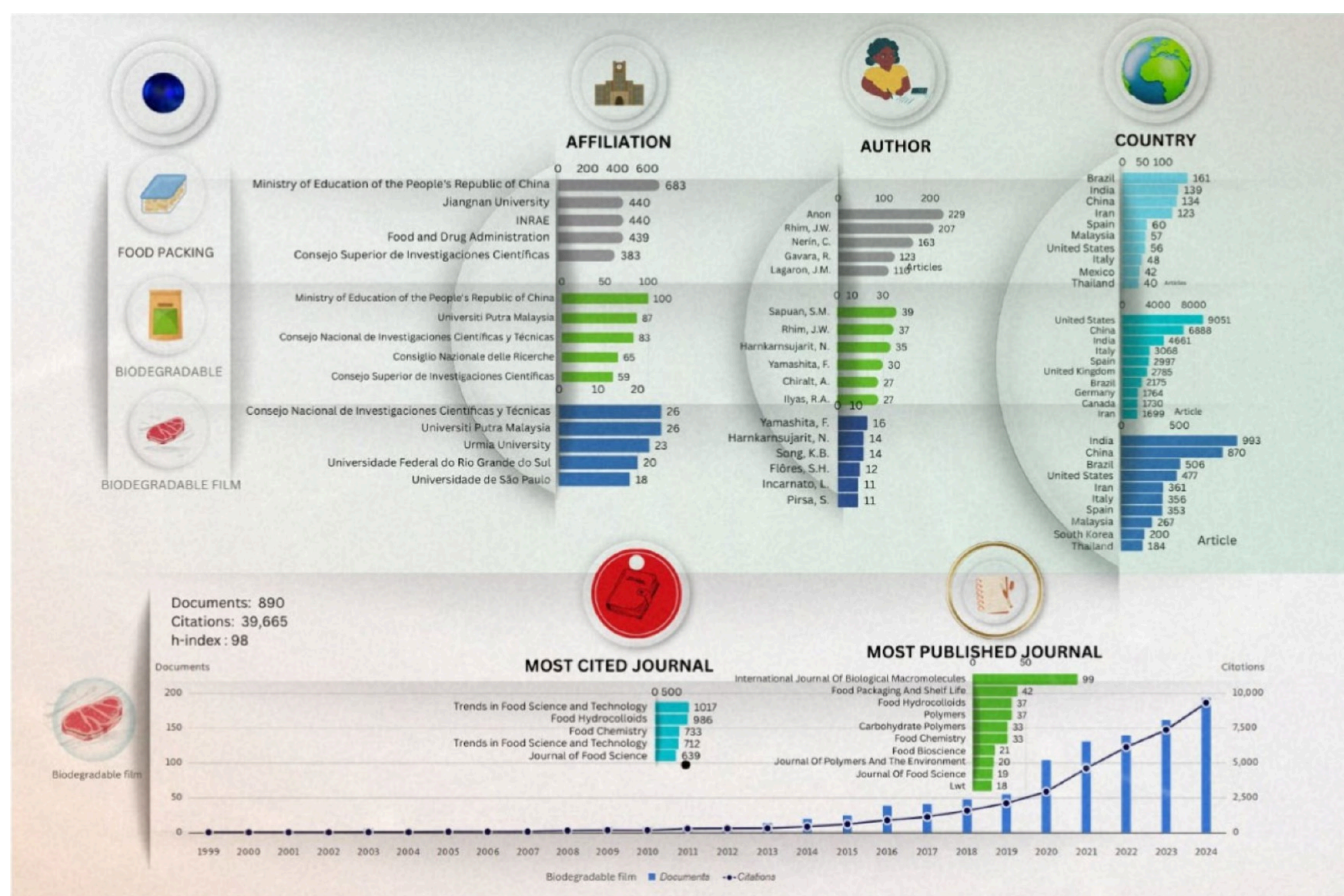 AFFILIATION
AUTHOR
COUNTRY
FOOD PACKING
BIODEGRADABLE
BIODEGRADABLE FILM
0 200 400 600
Ministry of Education of the People's Republic of China 683
Jiangnan University 440
INRAE 440
Food and Drug Administration 439
Consejo Superior de Investigaciones Científicas 383
0 50 100
Ministry of Education of the People's Republic of China 100
Universiti Putra Malaysia 87
Consejo Nacional de Investigaciones Científicas y Técnicas 83
Consiglio Nazionale delle Ricerche 65
Consejo Superior de Investigaciones Científicas 59
0 10 20
Consejo Nacional de Investigaciones Científicas y Técnicas 26
Universiti Putra Malaysia 26
Urmia University 23
Universidade Federal do Rio Grande do Sul 20
Universidade de São Paulo 18
0 100 200
Anon 229
Rhim, J.W. 207
Nerín, C. 163
Gavara, R. 123
Lagaron, J.M. 110
Articles
0 10 30
Sapuan, S.M. 39
Rhim, J.W. 37
Harnkarnsujarit, N. 35
Yamashita, F. 30
Chiralt, A. 27
Ilyas, R.A. 27
0 10
Yamashita, F. 16
Harnkarnsujarit, N. 14
Song, K.B. 14
Flôres, S.H. 12
Incarnato, L. 11
Pirsa, S. 11
0 50 100
Brazil 161
India 139
China 134
Iran 123
Spain 60
Malaysia 57
United States 56
Italy 48
Mexico 42
Thailand 40
Articles
0 4000 8000
United States 9051
China 6888
India 4661
Italy 3068
Spain 2997
United Kingdom 2785
Brazil 2175
Germany 1764
Canada 1730
Iran 1699
Article
0 500
India 993
China 870
Brazil 506
United States 477
Iran 361
Italy 356
Spain 353
Malaysia 267
South Korea 200
Thailand 184
Article
Documents: 890
Citations: 39,665
h-index : 98
MOST CITED JOURNAL
0 500
Trends in Food Science and Technology 1017
Food Hydrocolloids 986
Food Chemistry 733
Trends in Food Science and Technology 712
Journal of Food Science 639
MOST PUBLISHED JOURNAL
0 50
International Journal Of Biological Macromolecules 99
Food Packaging And Shelf Life 42
Food Hydrocolloids 37
Polymers 37
Carbohydrate Polymers 33
Food Chemistry 33
Food Bioscience 21
Journal Of Polymers And The Environment 20
Journal Of Food Science 19
Lwt 18
Documents
200
150
100
50
0
Citations
10,000
7,500
5,000
2,500
0
Biodegradable film
1999 2000 2001 2002 2003 2004 2005 2006 2007 2008 2009 2010 2011 2012 2013 2014 2015 2016 2017 2018 2019 2020 2021 2022 2023 2024
Biodegradable film Documents Citations